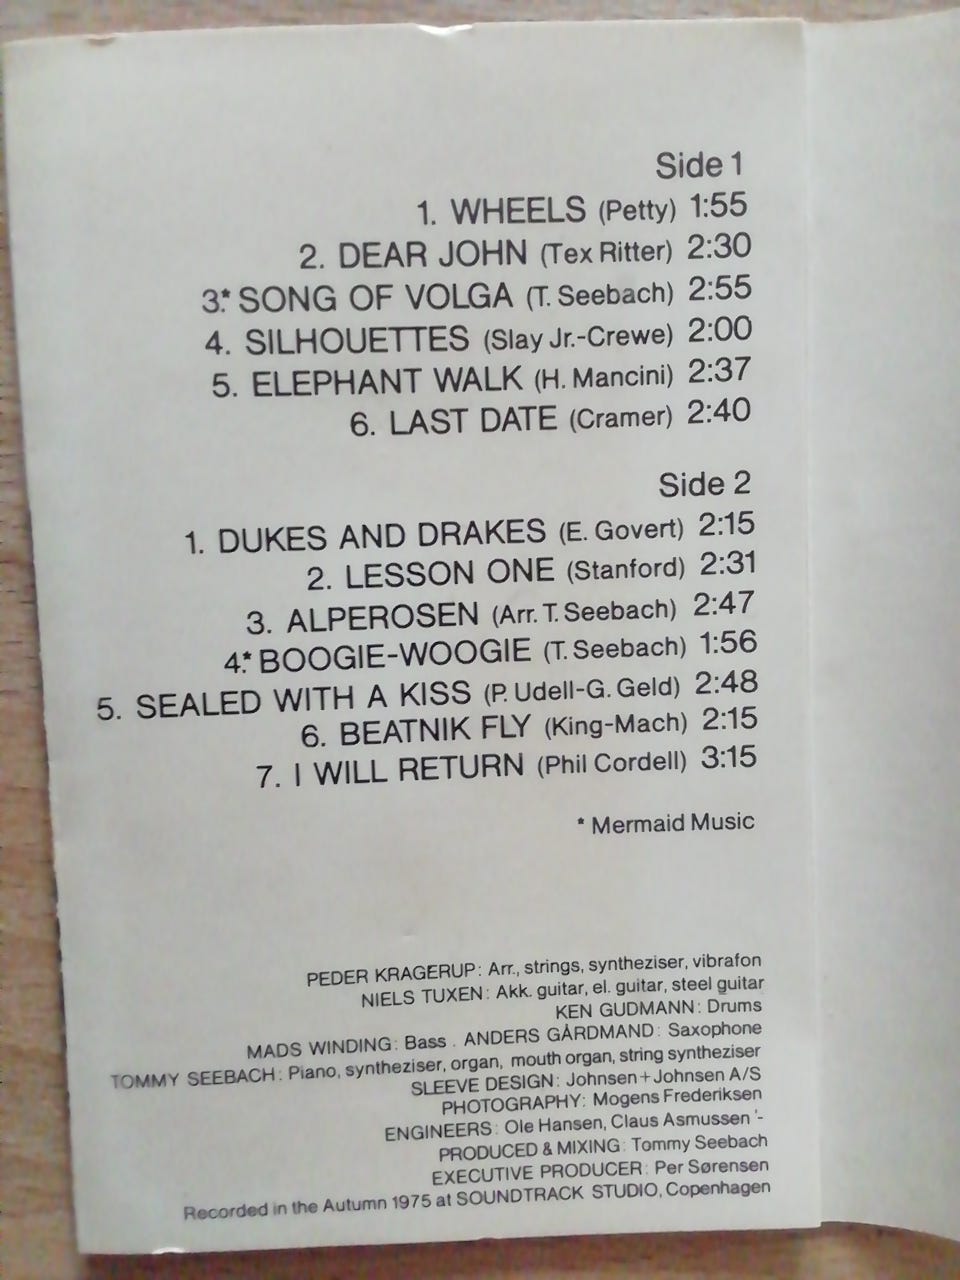 Side 1
1. WHEELS (Petty) 1:55
2. DEAR JOHN (Tex Ritter) 2:30
3.* SONG OF VOLGA (T. Seebach) 2:55
4. SILHOUETTES (Slay Jr.-Crewe) 2:00
5. ELEPHANT WALK (H. Mancini) 2:37
6. LAST DATE (Cramer) 2:40
Side 2
1. DUKES AND DRAKES (E. Govert) 2:15
2. LESSON ONE (Stanford) 2:31
3. ALPEROSEN (Arr. T. Seebach) 2:47
4.* BOOGIE-WOOGIE (T. Seebach) 1:56
5. SEALED WITH A KISS (P. Udell-G. Geld) 2:48
6. BEATNIK FLY (King-Mach) 2:15
7. I WILL RETURN (Phil Cordell) 3:15
* Mermaid Music
PEDER KRAGERUP: Arr., strings, syntheziser, vibrafon
NIELS TUXEN: Akk. guitar, el. guitar, steel guitar
KEN GUDMANN: Drums
MADS WINDING: Bass . ANDERS GÅRDMAND: Saxophone
TOMMY SEEBACH: Piano, syntheziser, organ, mouth organ, string syntheziser
SLEEVE DESIGN: Johnsen+Johnsen A/S
PHOTOGRAPHY: Mogens Frederiksen
ENGINEERS: Ole Hansen, Claus Asmussen '-
PRODUCED & MIXING: Tommy Seebach
EXECUTIVE PRODUCER: Per Sørensen
Recorded in the Autumn 1975 at SOUNDTRACK STUDIO, Copenhagen